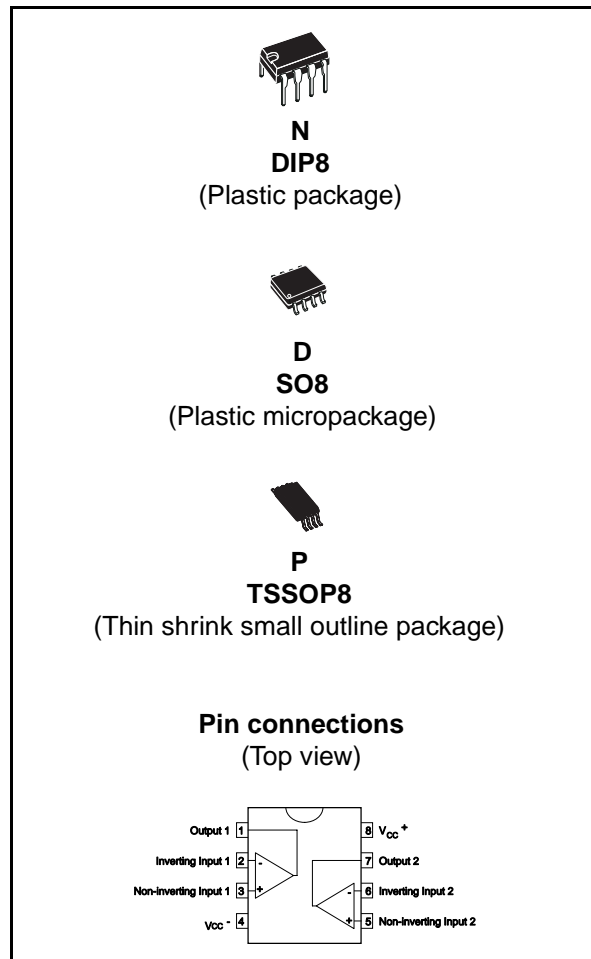 N
DIP8
(Plastic package)
D
SO8
(Plastic micropackage)
P
TSSOP8
(Thin shrink small outline package)
Pin connections
(Top view)
Output 1 1
Inverting Input 1 2 -
Non-inverting Input 1 3 +
VCC - 4
8 VCC +
7 Output 2
- 6 Inverting Input 2
+ 5 Non-inverting Input 2